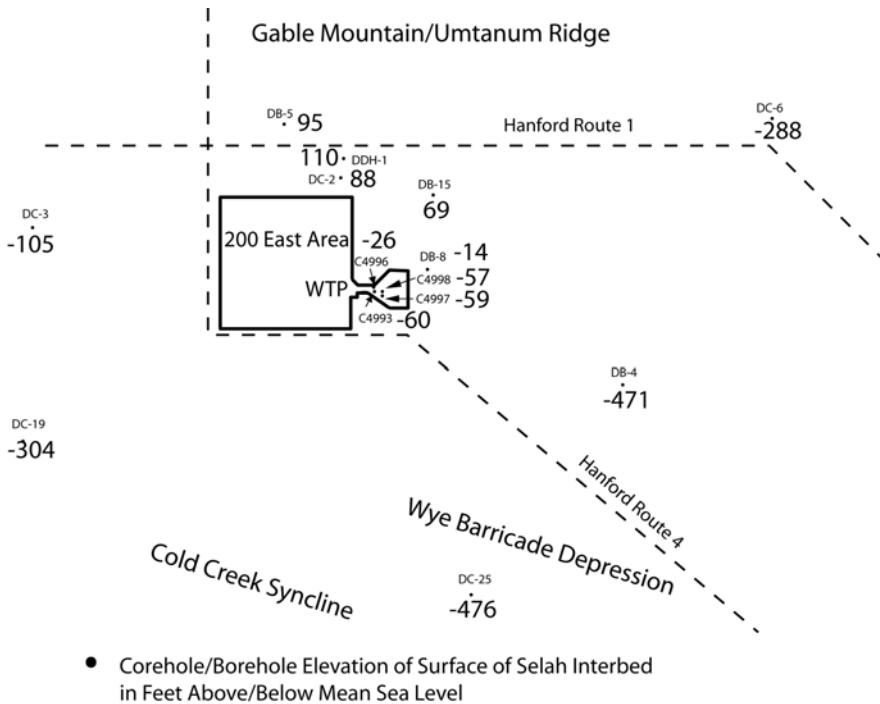 Gable Mountain/Umtanum Ridge
DB-5 95
Hanford Route 1
DC-6
-288
110 DDH-1
DC-2 88
DB-15
69
DC-3
-105
200 East Area -26
C4996
DB-8 -14
C4998 -57
WTP
C4997 -59
C4993 -60
DB-4
-471
DC-19
-304
Hanford Route 4
Wye Barricade Depression
Cold Creek Syncline
DC-25
-476
• Corehole/Borehole Elevation of Surface of Selah Interbed
in Feet Above/Below Mean Sea Level